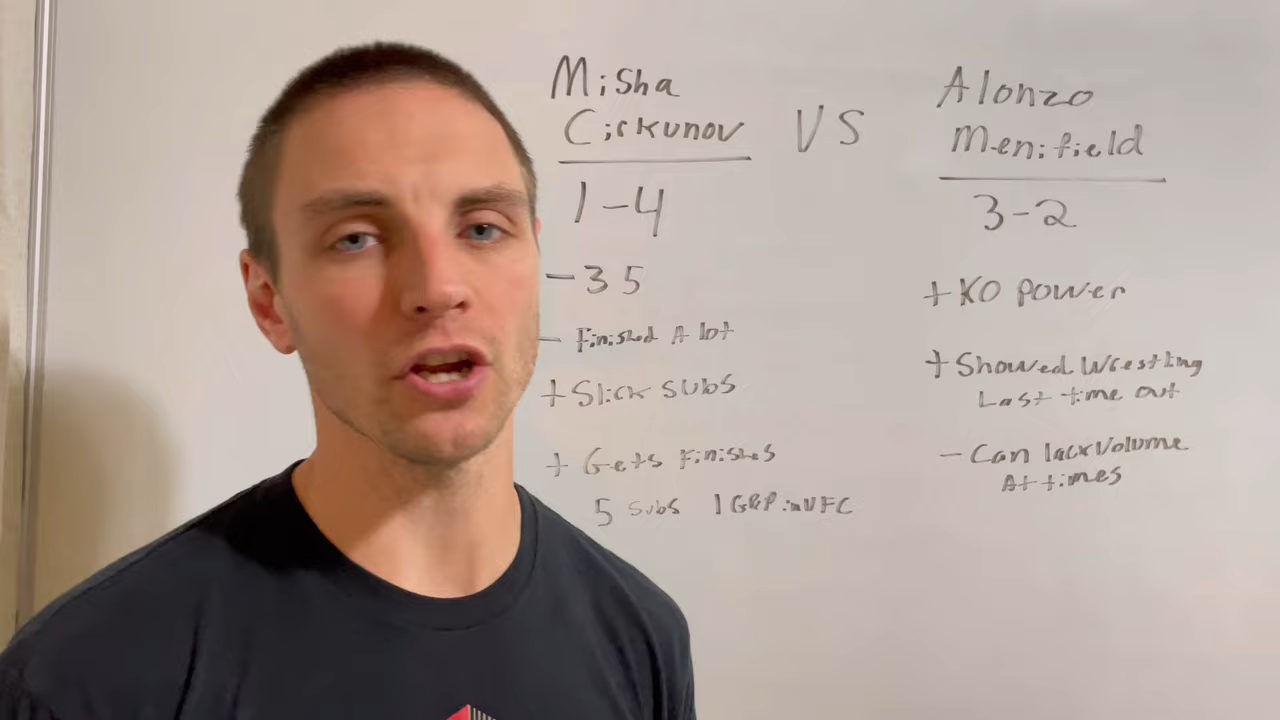 Misha
Cirkunov
VS
Alonzo
Menifield
1-4
3-2
- 35
- Finished A lot
+ Slick subs
+ Gets Finishes
5 subs 1 G&P in UFC
+ KO power
+ Showed Wrestling
Last time out
- Can lack Volume
At times